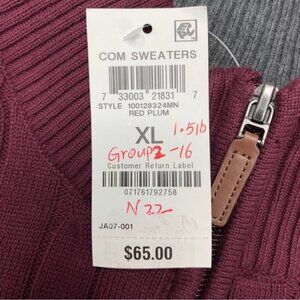 COM SWEATERS
7 33003 21831 7
STYLE 100128324MN
RED PLUM
XL
1.5lb
Group2-16
Customer Return Label
071761792758
N 22
JA07-001
$65.00